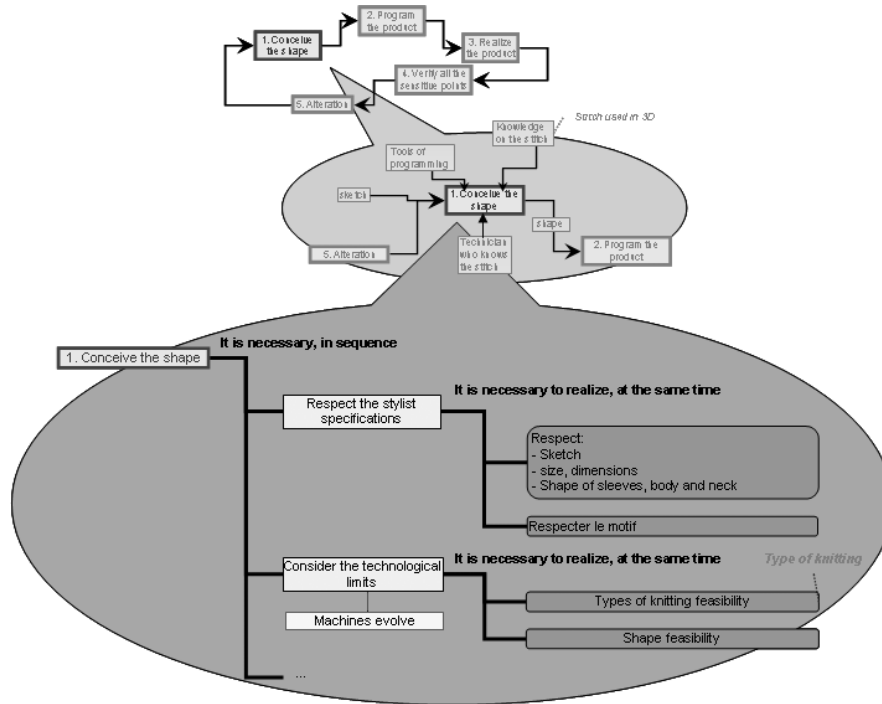 2. Program
the product
1. Conceive
the shape
3. Realize
the product
4. Verify all the
sensitive points
5. Alteration
Knowledge
on the stitch
Stitch used in 3D
Tools of
programming
sketch
1. Conceive the
shape
shape
5. Alteration
Technician
who knows
the stitch
2. Program the
product
It is necessary, in sequence
1. Conceive the shape
It is necessary to realize, at the same time
Respect the stylist
specifications
Respect:
- Sketch
- size, dimensions
- Shape of sleeves, body and neck
Respecter le motif
It is necessary to realize, at the same time
Type of knitting
Consider the technological
limits
Types of knitting feasibility
Machines evolve
Shape feasibility
...